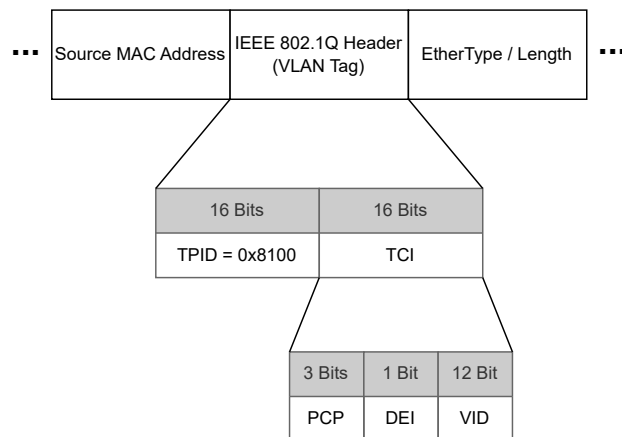 ... Source MAC Address IEEE 802.1Q Header EtherType / Length ...
(VLAN Tag)
16 Bits 16 Bits
TPID = 0x8100 TCI
3 Bits 1 Bit 12 Bit
PCP DEI VID